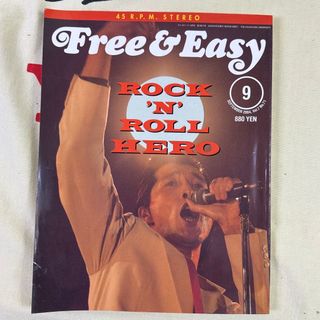 45 R.P.M. STEREO
Free & Easy
ROCK
'N'
ROLL
HERO
9
880 YEN